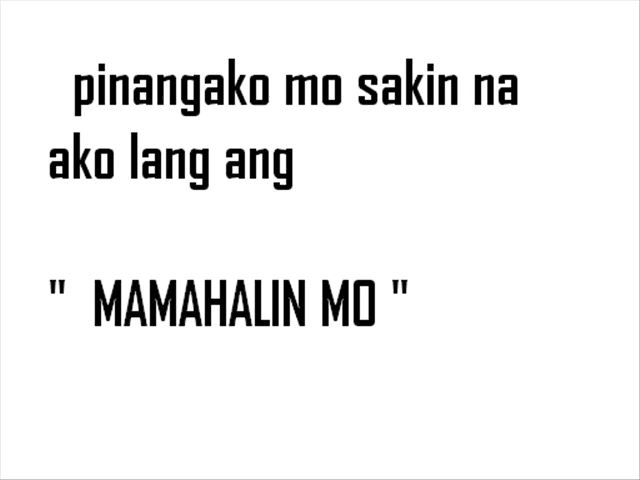 pinangako mo sakin na
ako lang ang
" MAMAHALIN MO "